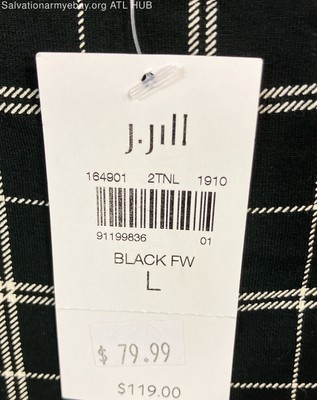 Salvationarmyebay.org ATL HUB
J.Jill
164901 2TNL 1910
91199836 01
BLACK FW
L
$ 79.99
$119.00